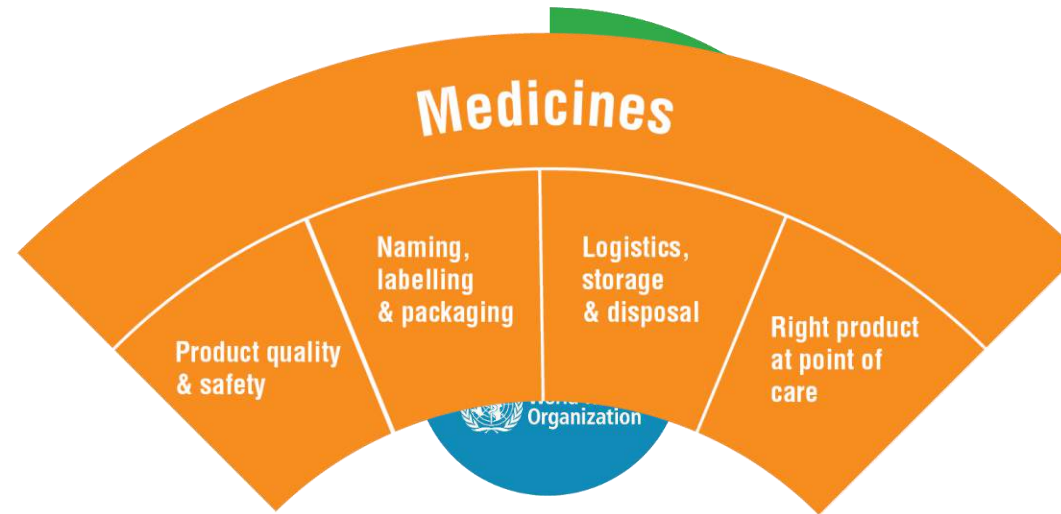 Medicines
Product quality
& safety
Naming,
labelling
& packaging
Logistics,
storage
& disposal
Right product
at point of
care
Organization